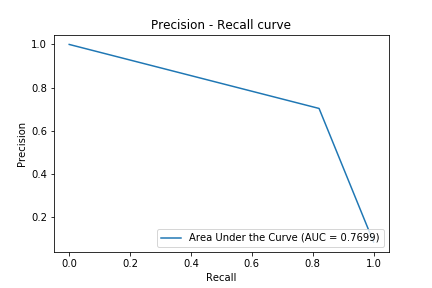 Precision - Recall curve
1.0
0.8
0.6
0.4
0.2
Precision
Area Under the Curve (AUC = 0.7699)
0.0 0.2 0.4 0.6 0.8 1.0
Recall